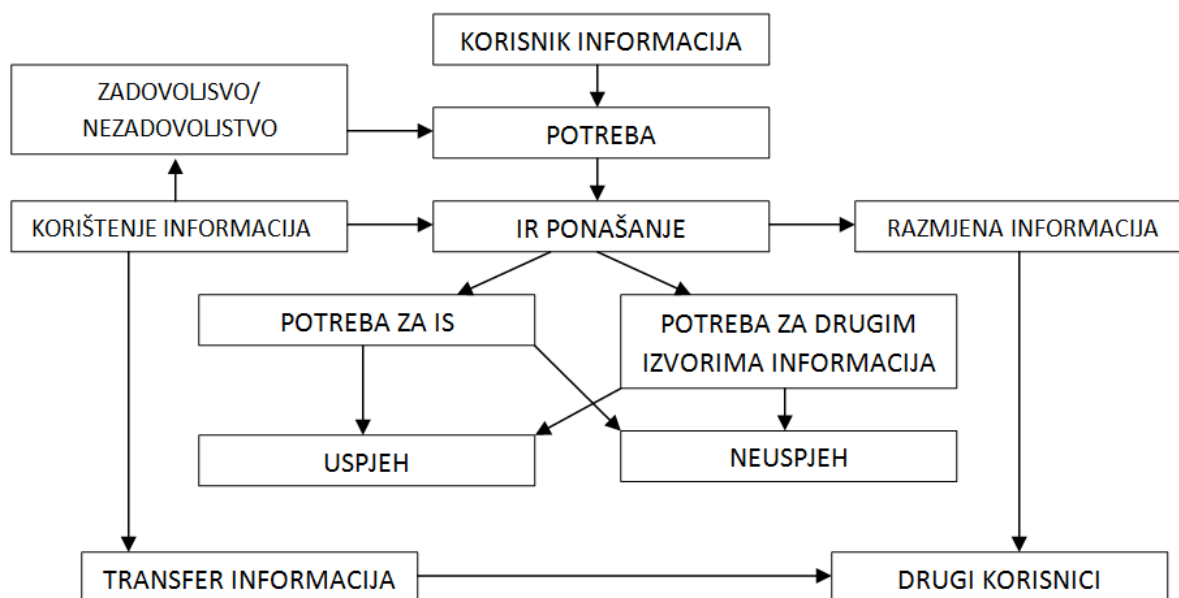 KORISNIK INFORMACIJA
ZADOVOLJSVO/
NEZADOVOLJSTVO
POTREBA
KORIŠTENJE INFORMACIJA
IR PONAŠANJE
RAZMJENA INFORMACIJA
POTREBA ZA IS
POTREBA ZA DRUGIM
IZVORIMA INFORMACIJA
USPJEH
NEUSPJEH
TRANSFER INFORMACIJA
DRUGI KORISNICI